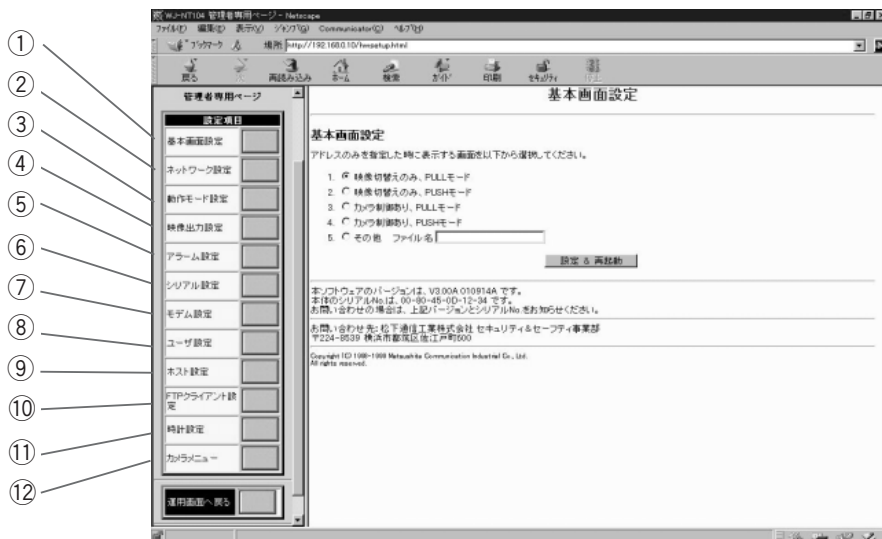 WJ-NT104 管理者専用ページ - Netscape
ファイル(F) 編集(E) 表示(V) ジャンプ(G) Communicator(C) ヘルプ(H)
ブックマーク 場所 http://192.168.0.10/hwsetup.html
戻る 再読み込み ホーム 検索 ガイド 印刷 セキュリティ 停止
管理者専用ページ
設定項目
① 基本画面設定
② ネットワーク設定
③ 動作モード設定
④ 映像出力設定
⑤ アラーム設定
⑥ シリアル設定
⑦ モデム設定
⑧ ユーザ設定
⑨ ホスト設定
⑩ FTPクライアント設
定
⑪ 時計設定
⑫ カメラメニュー
運用画面へ戻る
基本画面設定
基本画面設定
アドレスのみを指定した時に表示する画面を以下から選択してください。
1. 映像切替えのみ、PULLモード
2. 映像切替えのみ、PUSHモード
3. カメラ制御あり、PULLモード
4. カメラ制御あり、PUSHモード
5. その他 ファイル名
設定 & 再起動
本ソフトウェアのバージョンは、V3.00A 010914A です。
本体のシリアルNo.は、00-80-45-0D-12-34 です。
お問い合わせの場合は、上記バージョンとシリアルNo.をお知らせください。
お問い合わせ先: 松下通信工業株式会社 セキュリティ&セーフティ事業部
〒224-8539 横浜市都筑区佐江戸町600
Copyright (C) 1998-1999 Matsushita Communication Industrial Co., Ltd.
All rights reserved.